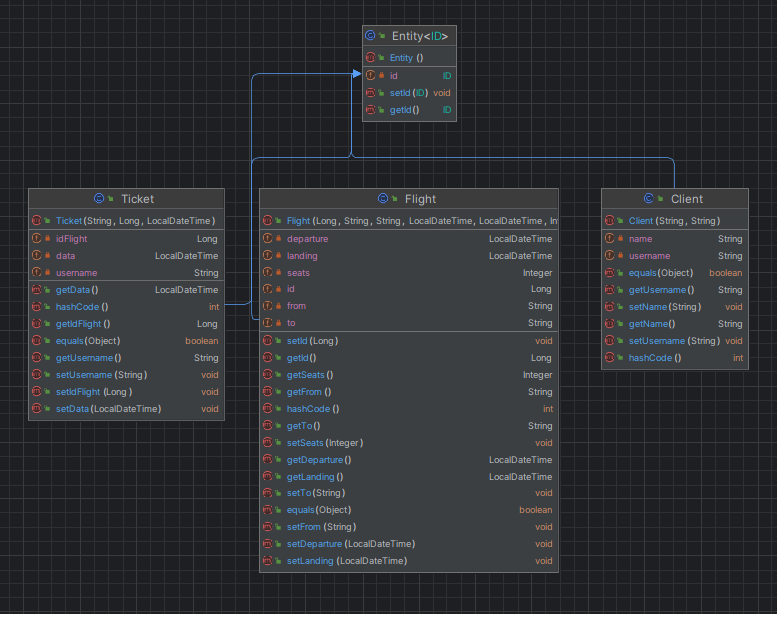 Entity<ID>
Entity ()
id ID
setId (ID) void
getId() ID
Ticket
Ticket(String, Long, LocalDateTime)
idFlight Long
data LocalDateTime
username String
getData() LocalDateTime
hashCode () int
getIdFlight () Long
equals(Object) boolean
getUsername() String
setUsername (String) void
setIdFlight (Long) void
setData(LocalDateTime) void
Flight
Flight (Long, String, String, LocalDateTime, LocalDateTime, In
departure LocalDateTime
landing LocalDateTime
seats Integer
id Long
from String
to String
setId(Long) void
getId() Long
getSeats() Integer
getFrom() String
hashCode () int
getTo() String
setSeats(Integer) void
getDeparture() LocalDateTime
getLanding () LocalDateTime
setTo(String) void
equals(Object) boolean
setFrom (String) void
setDeparture (LocalDateTime) void
setLanding (LocalDateTime) void
Client
Client (String, String)
name String
username String
equals(Object) boolean
getUsername() String
setName(String) void
getName() String
setUsername (String) void
hashCode () int